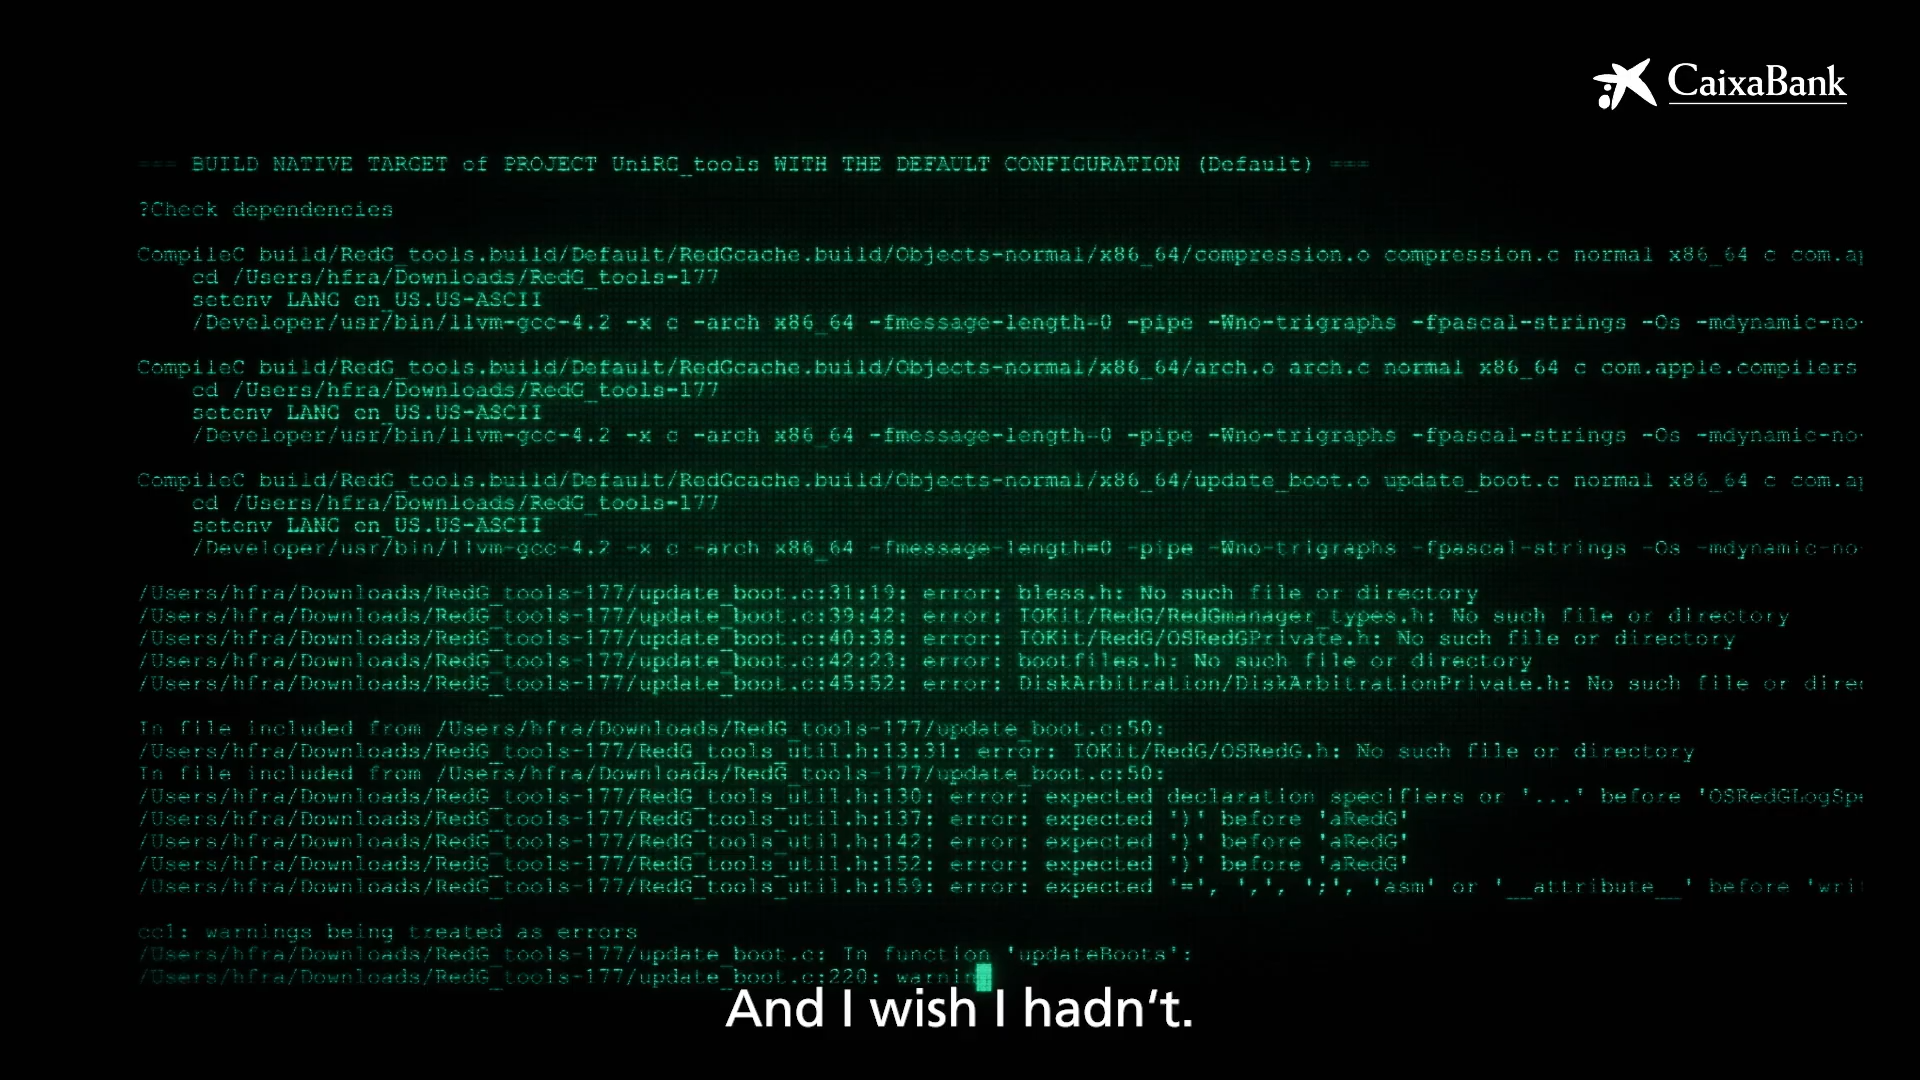 CaixaBank
=== BUILD NATIVE TARGET of PROJECT UniRG_tools WITH THE DEFAULT CONFIGURATION (Default) ===
?Check dependencies
CompileC build/RedG_tools.build/Default/RedGcache.build/Objects-normal/x86_64/compression.o compression.c normal x86_64 c com.ap
cd /Users/hfra/Downloads/RedG_tools-177
setenv LANG en_US.US-ASCII
/Developer/usr/bin/llvm-gcc-4.2 -x c -arch x86_64 -fmessage-length=0 -pipe -Wno-trigraphs -fpascal-strings -Os -mdynamic-no-
CompileC build/RedG_tools.build/Default/RedGcache.build/Objects-normal/x86_64/arch.o arch.c normal x86_64 c com.apple.compilers
cd /Users/hfra/Downloads/RedG_tools-177
setenv LANG en_US.US-ASCII
/Developer/usr/bin/llvm-gcc-4.2 -x c -arch x86_64 -fmessage-length=0 -pipe -Wno-trigraphs -fpascal-strings -Os -mdynamic-no-
CompileC build/RedG_tools.build/Default/RedGcache.build/Objects-normal/x86_64/update_boot.o update_boot.c normal x86_64 c com.ap
cd /Users/hfra/Downloads/RedG_tools-177
setenv LANG en_US.US-ASCII
/Developer/usr/bin/llvm-gcc-4.2 -x c -arch x86_64 -fmessage-length=0 -pipe -Wno-trigraphs -fpascal-strings -Os -mdynamic-no-
/Users/hfra/Downloads/RedG_tools-177/update_boot.c:31:19: error: bless.h: No such file or directory
/Users/hfra/Downloads/RedG_tools-177/update_boot.c:39:42: error: TOKit/RedG/RedGmanager_types.h: No such file or directory
/Users/hfra/Downloads/RedG_tools-177/update_boot.c:40:38: error: TOKit/RedG/OSRedGPrivate.h: No such file or directory
/Users/hfra/Downloads/RedG_tools-177/update_boot.c:42:23: error: bootfiles.h: No such file or directory
/Users/hfra/Downloads/RedG_tools-177/update_boot.c:45:52: error: DiskArbitration/DiskArbitrationPrivate.h: No such file or direc
In file included from /Users/hfra/Downloads/RedG_tools-177/update_boot.c:50:
/Users/hfra/Downloads/RedG_tools-177/RedG_tools_util.h:13:31: error: TOKit/RedG/OSRedG.h: No such file or directory
In file included from /Users/hfra/Downloads/RedG_tools-177/update_boot.c:50:
/Users/hfra/Downloads/RedG_tools-177/RedG_tools_util.h:130: error: expected declaration specifiers or '...' before 'OSRedGLogSpe
/Users/hfra/Downloads/RedG_tools-177/RedG_tools_util.h:137: error: expected ')' before 'aRedG'
/Users/hfra/Downloads/RedG_tools-177/RedG_tools_util.h:142: error: expected ')' before 'aRedG'
/Users/hfra/Downloads/RedG_tools-177/RedG_tools_util.h:152: error: expected ')' before 'aRedG'
/Users/hfra/Downloads/RedG_tools-177/RedG_tools_util.h:159: error: expected '=', ',', ';', 'asm' or '__attribute__' before 'wri
cc1: warnings being treated as errors
/Users/hfra/Downloads/RedG_tools-177/update_boot.c: In function 'updateBoots':
/Users/hfra/Downloads/RedG_tools-177/update_boot.c:220: warnin
And I wish I hadn't.